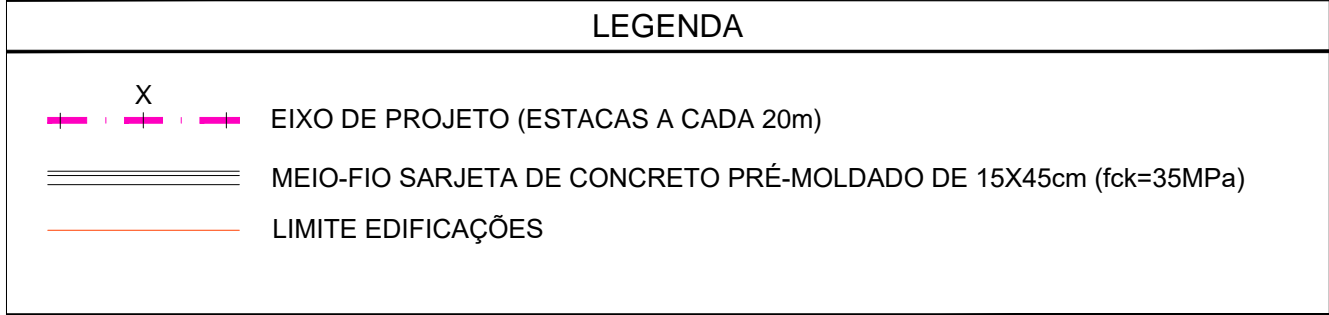 LEGENDA
X
EIXO DE PROJETO (ESTACAS A CADA 20m)
MEIO-FIO SARJETA DE CONCRETO PRÉ-MOLDADO DE 15X45cm (fck=35MPa)
LIMITE EDIFICAÇÕES